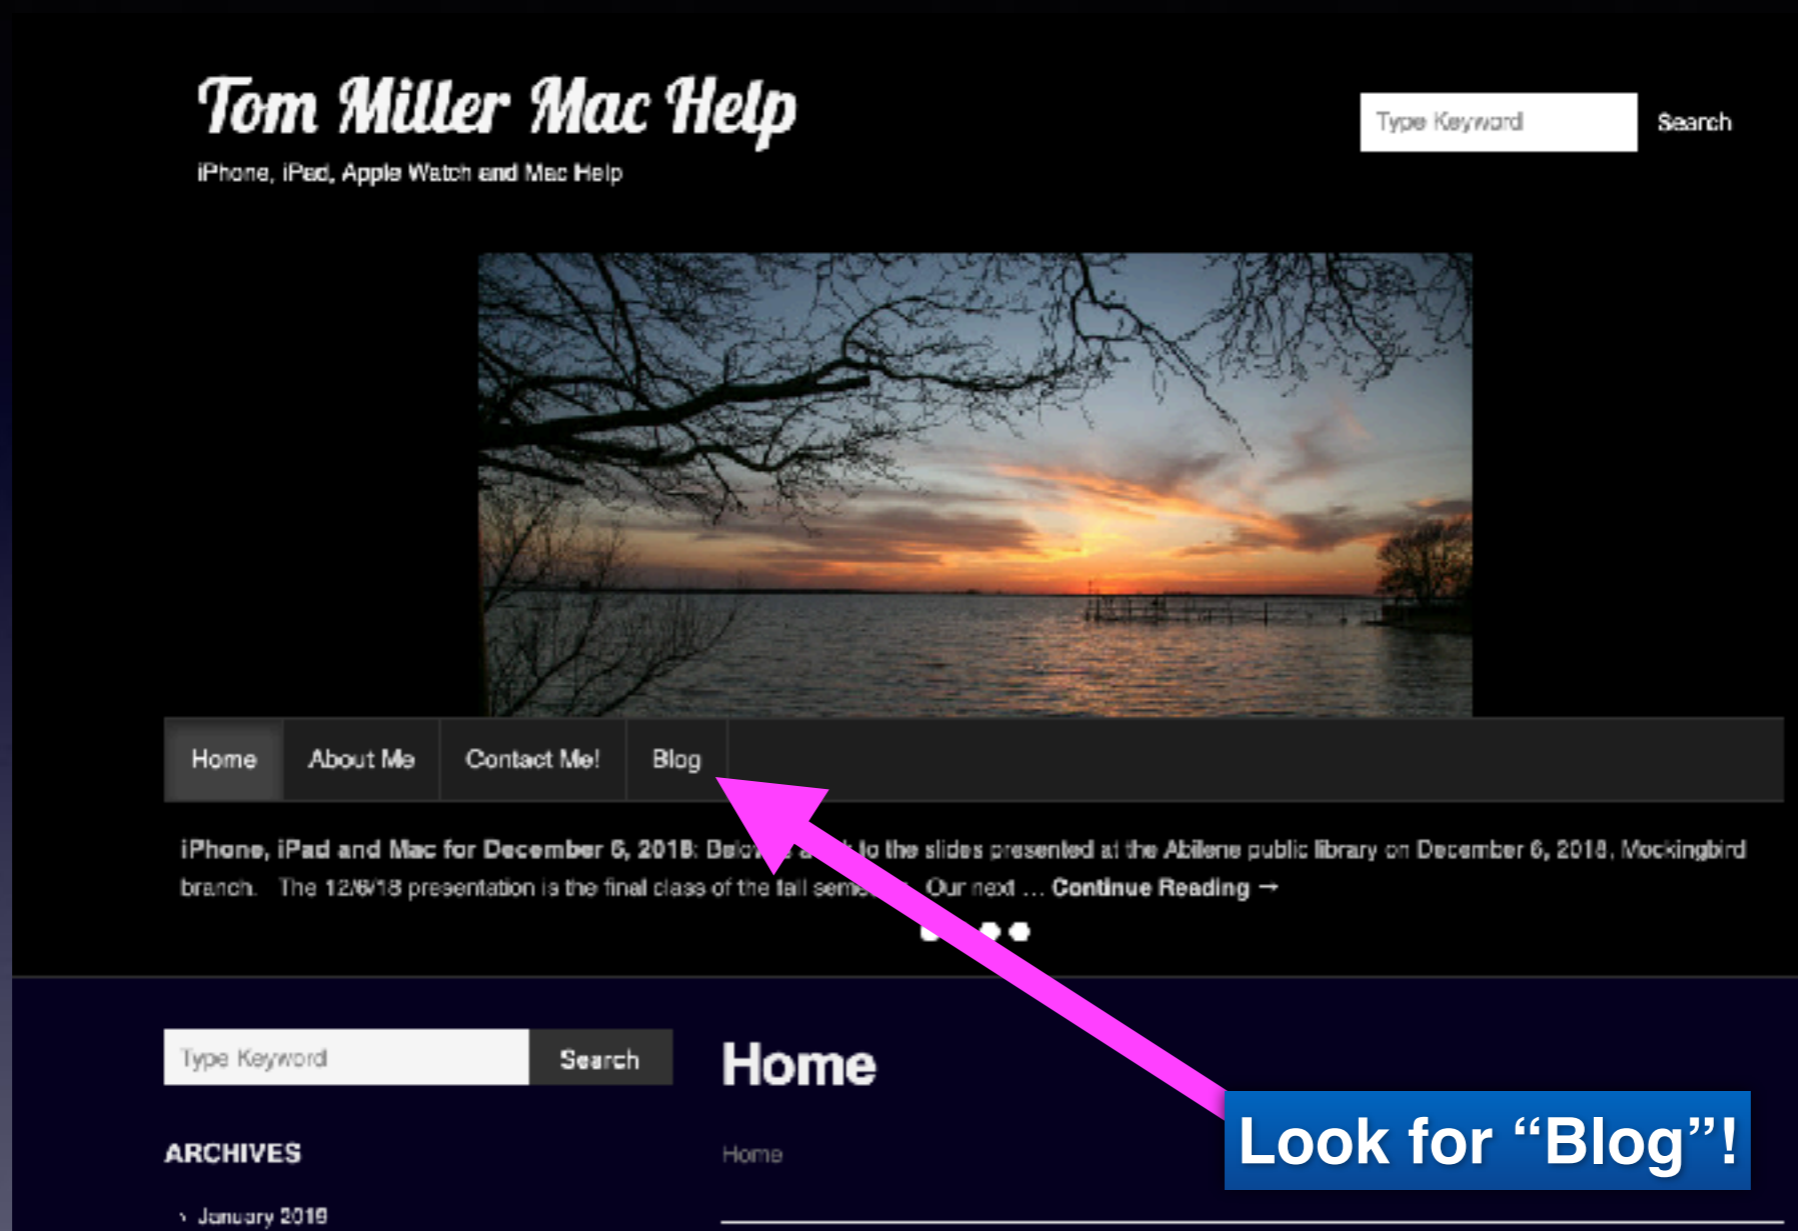 Tom Miller Mac Help
iPhone, iPad, Apple Watch and Mac Help
Type Keyword
Search
Home
About Me
Contact Me!
Blog
iPhone, iPad and Mac for December 6, 2018: to the slides presented at the Abilene public library on December 6, 2018, Mockingbird
branch. The 12/6/18 presentation is the final class of the fall Our next ... Continue Reading →
Type Keyword
Search
Home
ARCHIVES
Home
Look for “Blog”!
› January 2019